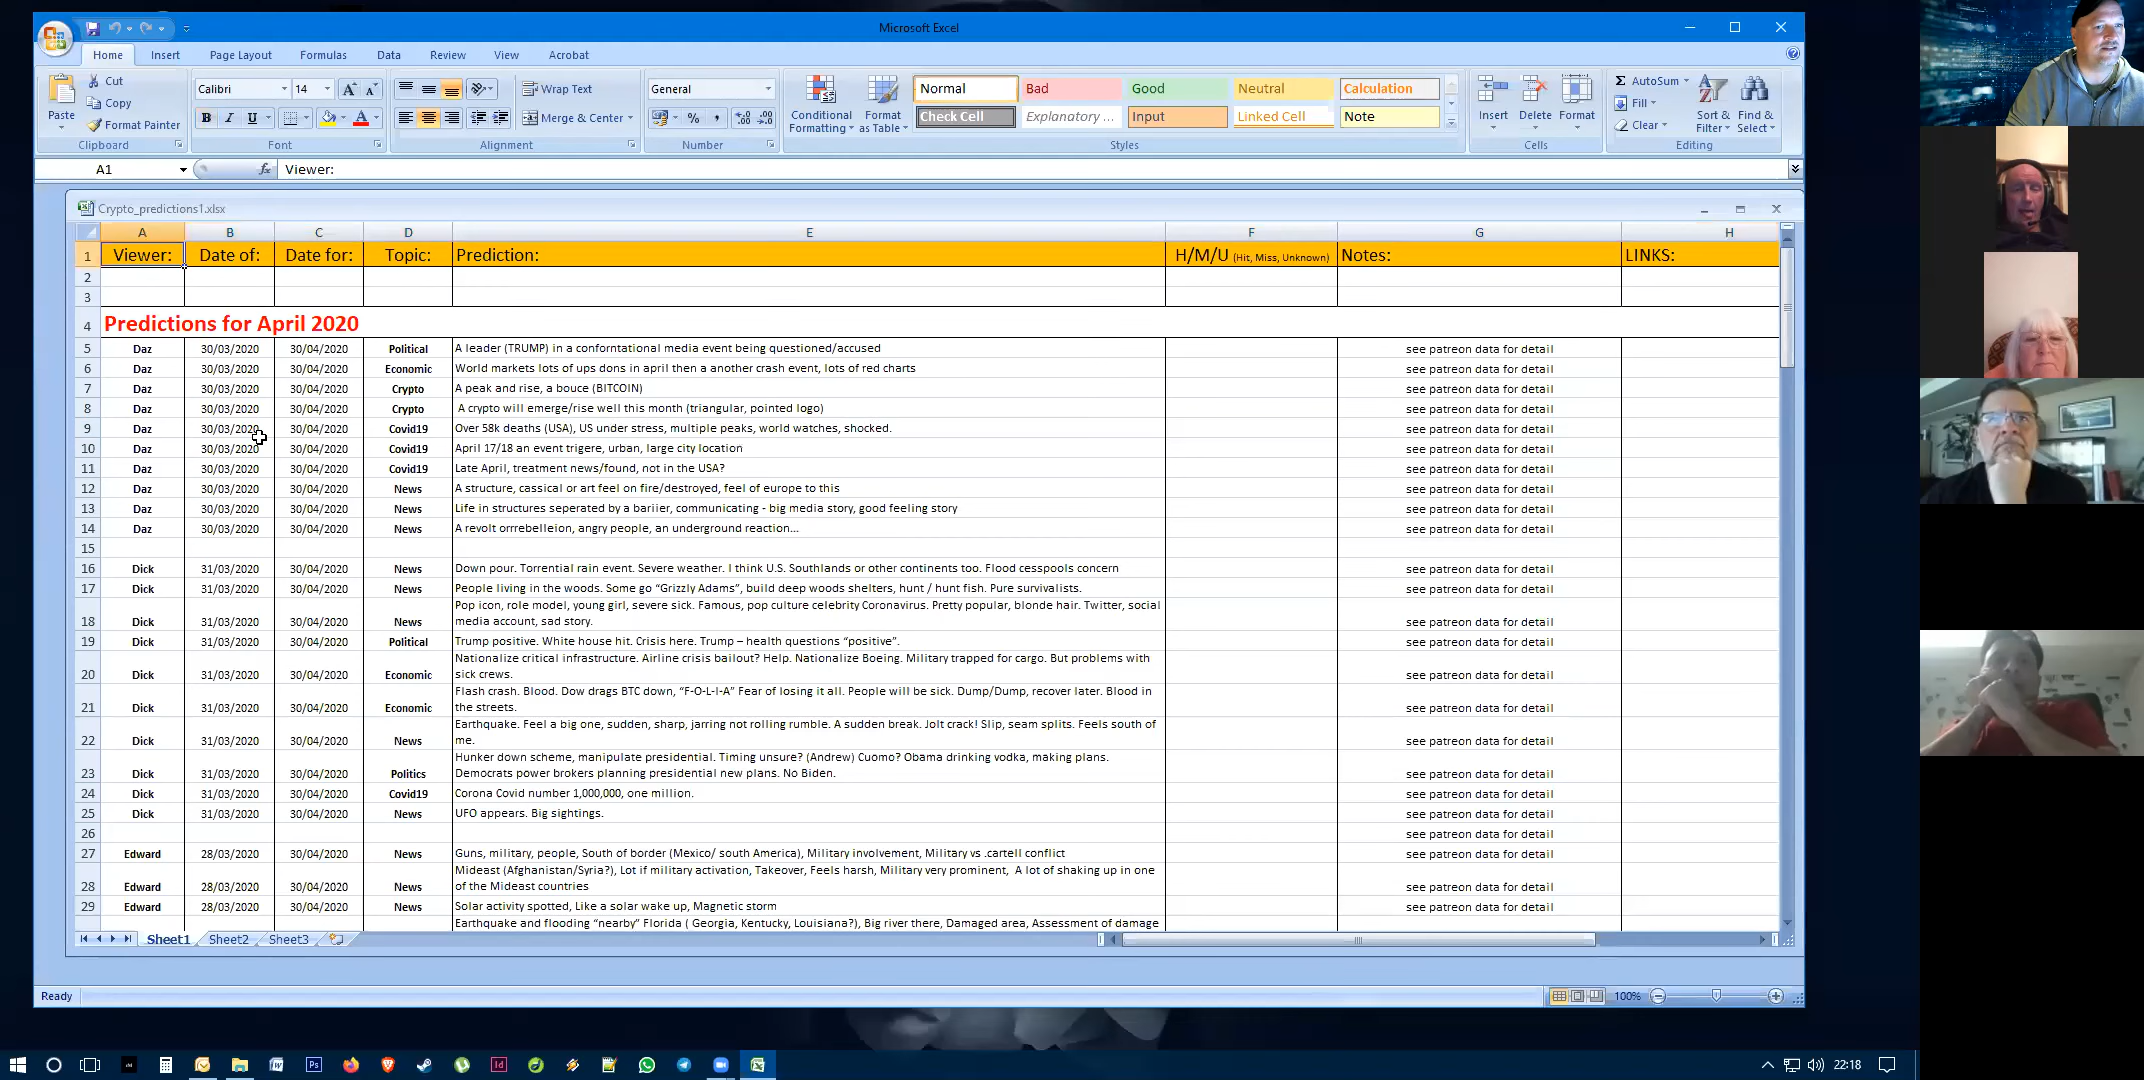 Microsoft Excel
Home Insert Page Layout Formulas Data Review View Acrobat
Paste
Cut
Copy
Format Painter
Clipboard
Calibri 14
B I U
Font
Wrap Text
Merge & Center
Alignment
General
Number
Conditional Formatting
Format as Table
Normal Bad Good Neutral Calculation
Check Cell Explanatory ... Input Linked Cell Note
Styles
Insert Delete Format
Cells
AutoSum
Fill
Clear
Sort & Filter
Find & Select
Editing
A1 fx Viewer:
Crypto_predictions1.xlsx
A B C D E F G H
1 Viewer: Date of: Date for: Topic: Prediction: H/M/U (Hit, Miss, Unknown) Notes: LINKS:
2
3
4 Predictions for April 2020
5 Daz 30/03/2020 30/04/2020 Political A leader (TRUMP) in a conforntational media event being questioned/accused see patreon data for detail
6 Daz 30/03/2020 30/04/2020 Economic World markets lots of ups dons in april then a another crash event, lots of red charts see patreon data for detail
7 Daz 30/03/2020 30/04/2020 Crypto A peak and rise, a bouce (BITCOIN) see patreon data for detail
8 Daz 30/03/2020 30/04/2020 Crypto A crypto will emerge/rise well this month (triangular, pointed logo) see patreon data for detail
9 Daz 30/03/2020 30/04/2020 Covid19 Over 58k deaths (USA), US under stress, multiple peaks, world watches, shocked. see patreon data for detail
10 Daz 30/03/2020 30/04/2020 Covid19 April 17/18 an event trigere, urban, large city location see patreon data for detail
11 Daz 30/03/2020 30/04/2020 Covid19 Late April, treatment news/found, not in the USA? see patreon data for detail
12 Daz 30/03/2020 30/04/2020 News A structure, cassical or art feel on fire/destroyed, feel of europe to this see patreon data for detail
13 Daz 30/03/2020 30/04/2020 News Life in structures seperated by a bariier, communicating - big media story, good feeling story see patreon data for detail
14 Daz 30/03/2020 30/04/2020 News A revolt orrrebelleion, angry people, an underground reaction... see patreon data for detail
15
16 Dick 31/03/2020 30/04/2020 News Down pour. Torrential rain event. Severe weather. I think U.S. Southlands or other continents too. Flood cesspools concern see patreon data for detail
17 Dick 31/03/2020 30/04/2020 News People living in the woods. Some go “Grizzly Adams”, build deep woods shelters, hunt / hunt fish. Pure survivalists. see patreon data for detail
Pop icon, role model, young girl, severe sick. Famous, pop culture celebrity Coronavirus. Pretty popular, blonde hair. Twitter, social
18 Dick 31/03/2020 30/04/2020 News media account, sad story. see patreon data for detail
19 Dick 31/03/2020 30/04/2020 Political Trump positive. White house hit. Crisis here. Trump – health questions “positive”. see patreon data for detail
Nationalize critical infrastructure. Airline crisis bailout? Help. Nationalize Boeing. Military trapped for cargo. But problems with
20 Dick 31/03/2020 30/04/2020 Economic sick crews. see patreon data for detail
Flash crash. Blood. Dow drags BTC down, “F-O-L-I-A” Fear of losing it all. People will be sick. Dump/Dump, recover later. Blood in
21 Dick 31/03/2020 30/04/2020 Economic the streets. see patreon data for detail
Earthquake. Feel a big one, sudden, sharp, jarring not rolling rumble. A sudden break. Jolt crack! Slip, seam splits. Feels south of
22 Dick 31/03/2020 30/04/2020 News me. see patreon data for detail
Hunker down scheme, manipulate presidential. Timing unsure? (Andrew) Cuomo? Obama drinking vodka, making plans.
23 Dick 31/03/2020 30/04/2020 Politics Democrats power brokers planning presidential new plans. No Biden. see patreon data for detail
24 Dick 31/03/2020 30/04/2020 Covid19 Corona Covid number 1,000,000, one million. see patreon data for detail
25 Dick 31/03/2020 30/04/2020 News UFO appears. Big sightings. see patreon data for detail
26 see patreon data for detail
27 Edward 28/03/2020 30/04/2020 News Guns, military, people, South of border (Mexico/ south America), Military involvement, Military vs .cartell conflict see patreon data for detail
Mideast (Afghanistan/Syria?), Lot if military activation, Takeover, Feels harsh, Military very prominent, A lot of shaking up in one
28 Edward 28/03/2020 30/04/2020 News of the Mideast countries see patreon data for detail
29 Edward 28/03/2020 30/04/2020 News Solar activity spotted, Like a solar wake up, Magnetic storm see patreon data for detail
Earthquake and flooding “nearby” Florida ( Georgia, Kentucky, Louisiana?), Big river there, Damaged area, Assessment of damage
Sheet1 Sheet2 Sheet3
Ready 100%
22:18